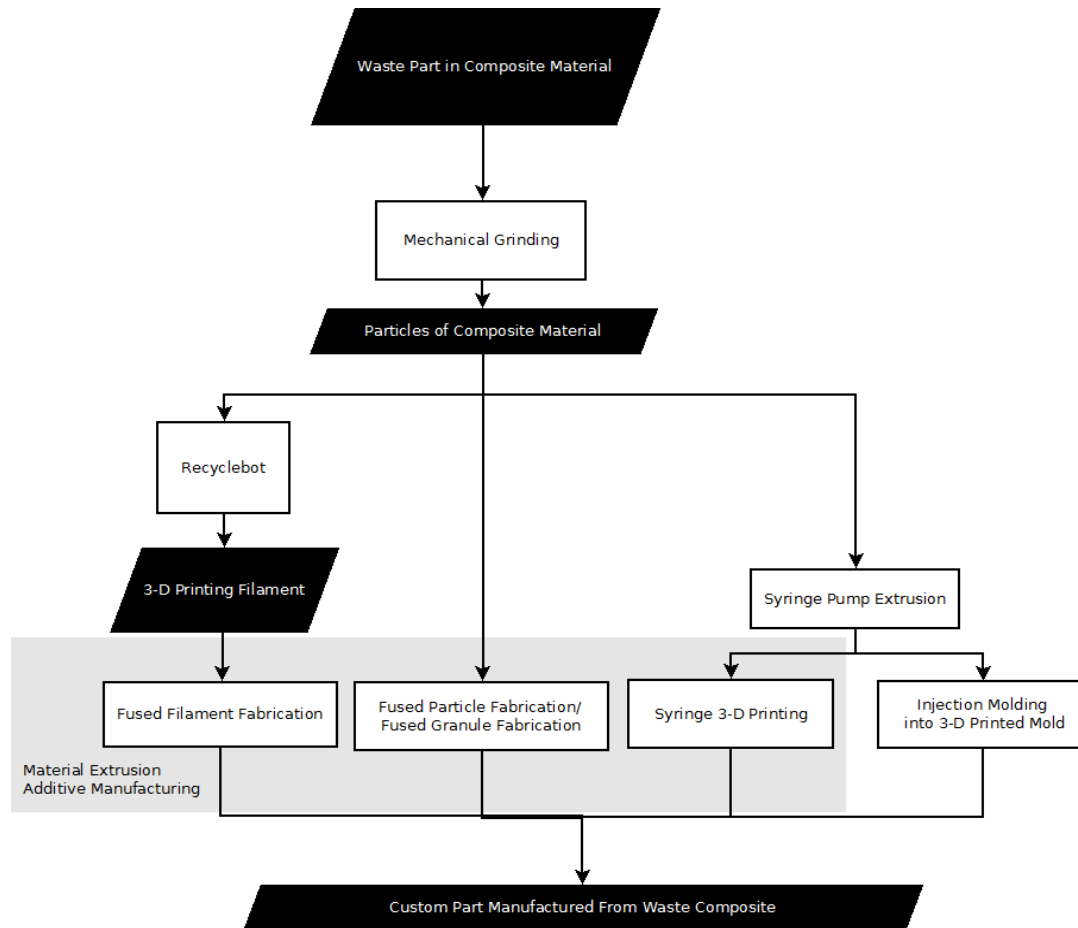 Waste Part in Composite Material
Mechanical Grinding
Particles of Composite Material
Recyclebot
3-D Printing Filament
Syringe Pump Extrusion
Fused Filament Fabrication
Fused Particle Fabrication/
Fused Granule Fabrication
Syringe 3-D Printing
Injection Molding
into 3-D Printed Mold
Material Extrusion
Additive Manufacturing
Custom Part Manufactured From Waste Composite